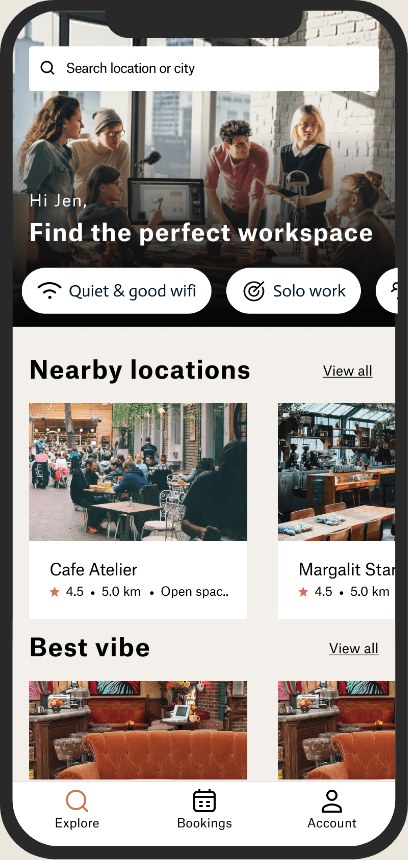 Search location or city
Hi Jen,
Find the perfect workspace
Quiet & good wifi
Solo work
Nearby locations
View all
Cafe Atelier
4.5 • 5.0 km • Open spac..
Margalit Star
4.5 • 5.0 km
Best vibe
View all
Explore
Bookings
Account